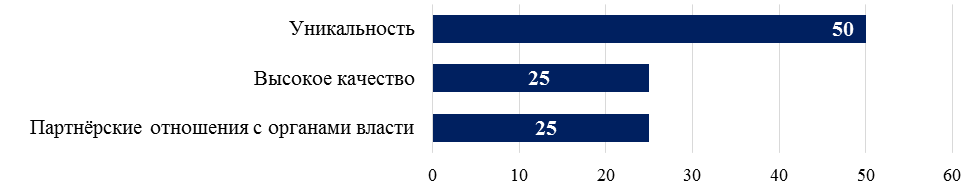 Уникальность 50
Высокое качество 25
Партнёрские отношения с органами власти 25
0 10 20 30 40 50 60